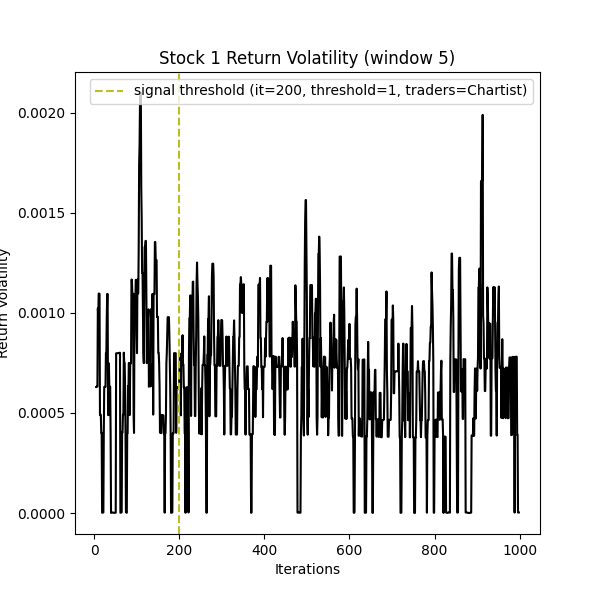 Stock 1 Return Volatility (window 5)
signal threshold (it=200, threshold=1, traders=Chartist)
Return Volatility
0.0020
0.0015
0.0010
0.0005
0.0000
0
200
400
600
800
1000
Iterations